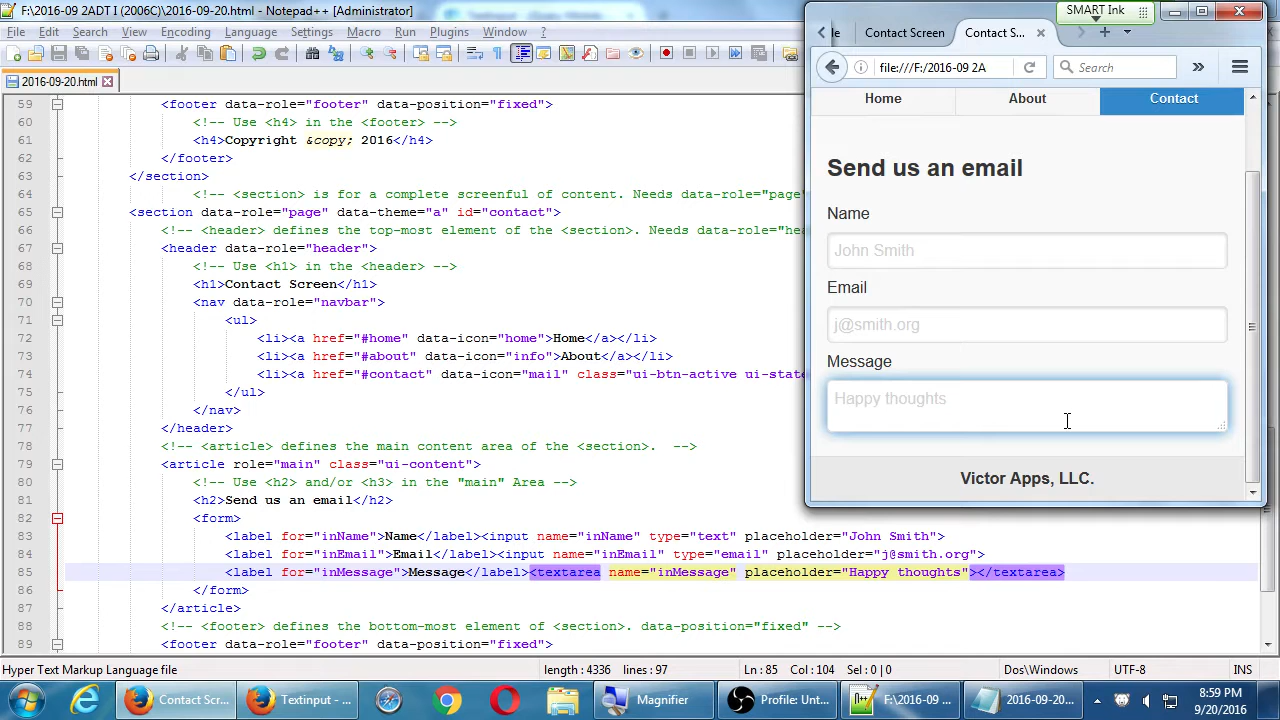 F:\2016-09 2ADT I (2006C)\2016-09-20.html - Notepad++ [Administrator]
File Edit Search View Encoding Language Settings Macro Run Plugins Window ?
2016-09-20.html
59 <footer data-role="footer" data-position="fixed">
60 <!-- Use <h4> in the <footer> -->
61 <h4>Copyright &copy; 2016</h4>
62 </footer>
63 </section>
64 <!-- <section> is for a complete screenful of content. Needs data-role="page"
65 <section data-role="page" data-theme="a" id="contact">
66 <!-- <header> defines the top-most element of the <section>. Needs data-role="hea
67 <header data-role="header">
68 <!-- Use <h1> in the <header> -->
69 <h1>Contact Screen</h1>
70 <nav data-role="navbar">
71 <ul>
72 <li><a href="#home" data-icon="home">Home</a></li>
73 <li><a href="#about" data-icon="info">About</a></li>
74 <li><a href="#contact" data-icon="mail" class="ui-btn-active ui-state
75 </ul>
76 </nav>
77 </header>
78 <!-- <article> defines the main content area of the <section>.  -->
79 <article role="main" class="ui-content">
80 <!-- Use <h2> and/or <h3> in the "main" Area -->
81 <h2>Send us an email</h2>
82 <form>
83 <label for="inName">Name</label><input name="inName" type="text" placeholder="John Smith">
84 <label for="inEmail">Email</label><input name="inEmail" type="email" placeholder="j@smith.org">
85 <label for="inMessage">Message</label><textarea name="inMessage" placeholder="Happy thoughts"></textarea>
86 </form>
87 </article>
88 <!-- <footer> defines the bottom-most element of <section>. data-position="fixed" -->
89 <footer data-role="footer" data-position="fixed">
Hyper Text Markup Language file length : 4336 lines : 97 Ln : 85 Col : 104 Sel : 0 | 0 Dos\Windows UTF-8 INS
SMART Ink
Contact Screen Contact S...
file:///F:/2016-09 2A Search
Home About Contact
Send us an email
Name
John Smith
Email
j@smith.org
Message
Happy thoughts
Victor Apps, LLC.
Contact Scr... Textinput - ... Magnifier Profile: Unt... F:\2016-09 ... 2016-09-20... 8:59 PM
9/20/2016